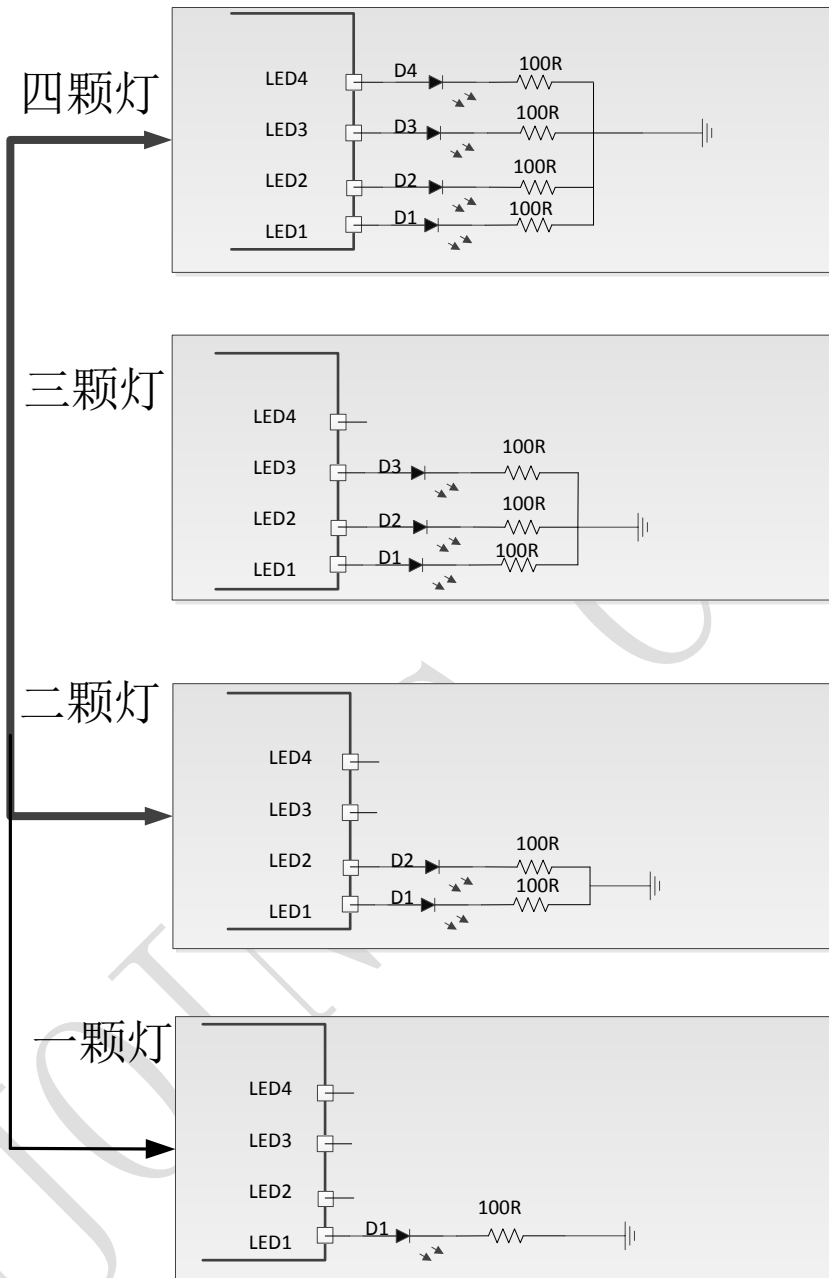 四颗灯
LED4 D4 100R
LED3 D3 100R
LED2 D2 100R
LED1 D1 100R
三颗灯
LED4
LED3 D3 100R
LED2 D2 100R
LED1 D1 100R
二颗灯
LED4
LED3
LED2 D2 100R
LED1 D1 100R
一颗灯
LED4
LED3
LED2
LED1 D1 100R